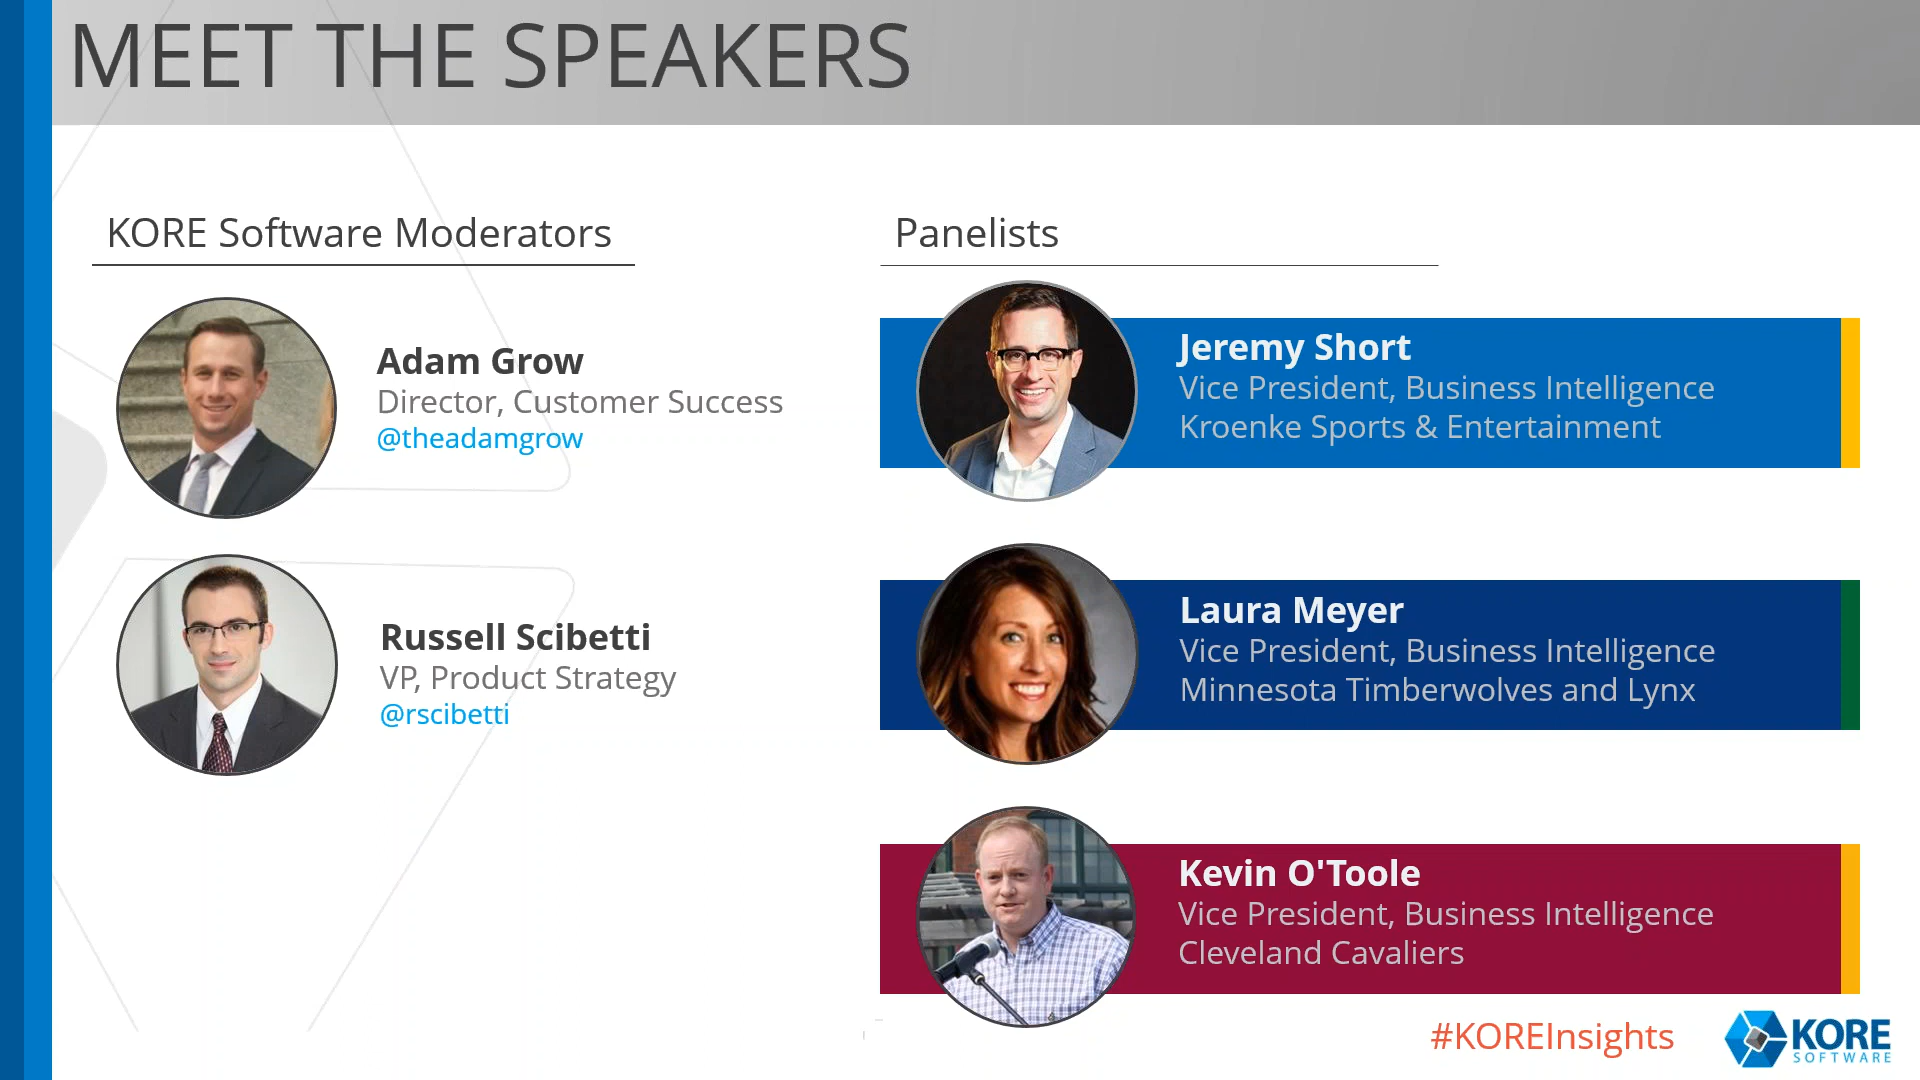 MEET THE SPEAKERS
KORE Software Moderators
Adam Grow
Director, Customer Success
@theadamgrow
Russell Scibetti
VP, Product Strategy
@rscibetti
Panelists
Jeremy Short
Vice President, Business Intelligence
Kroenke Sports & Entertainment
Laura Meyer
Vice President, Business Intelligence
Minnesota Timberwolves and Lynx
Kevin O'Toole
Vice President, Business Intelligence
Cleveland Cavaliers
#KOREInsights
KORE
SOFTWARE